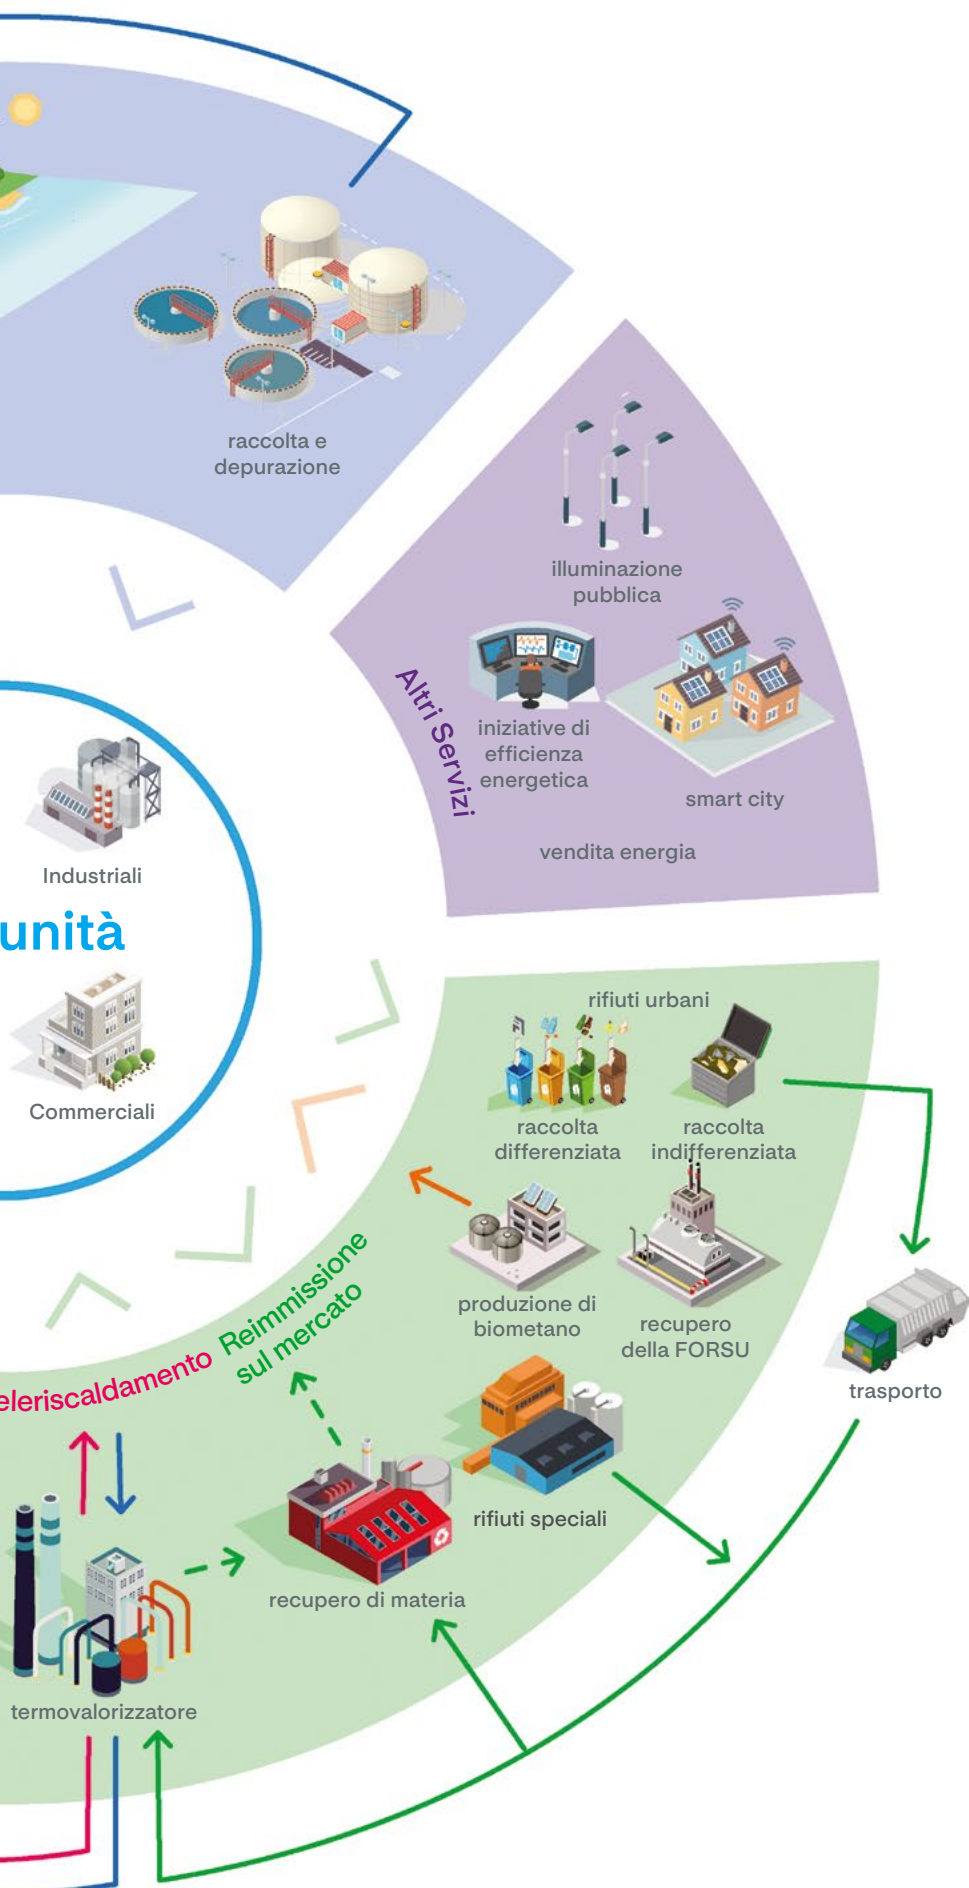 raccolta e
depurazione
illuminazione
pubblica
Altri Servizi
iniziative di
efficienza
energetica
smart city
vendita energia
Industriali
unità
Commerciali
rifiuti urbani
raccolta
differenziata
raccolta
indifferenziata
produzione di
biometano
recupero
della FORSU
trasporto
Reimmissione
sul mercato
eleriscaldamento
rifiuti speciali
recupero di materia
termovalorizzatore